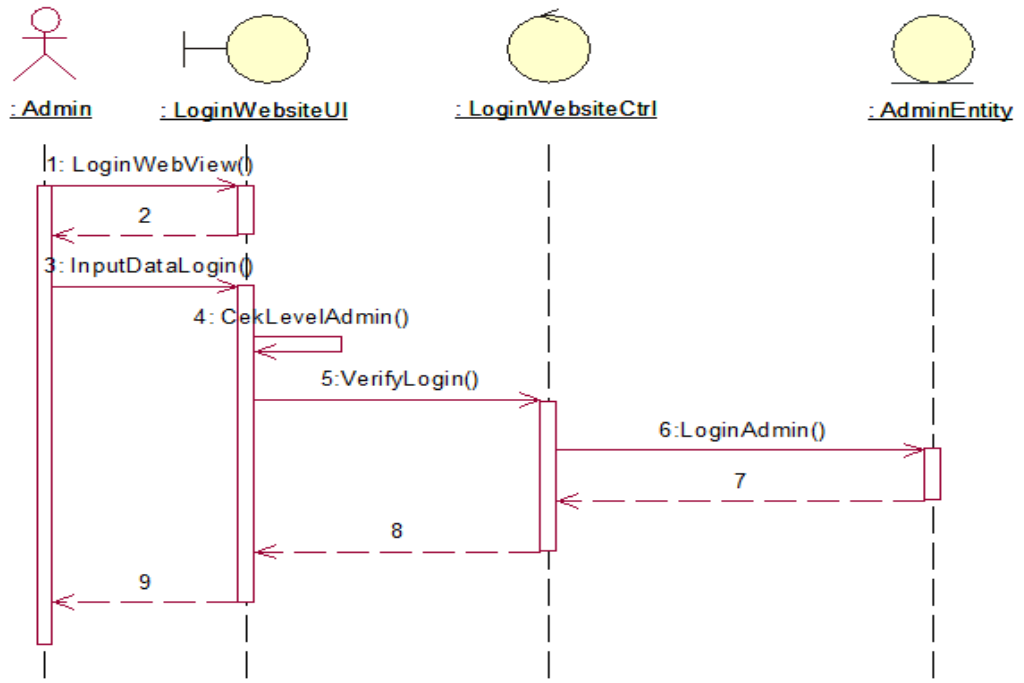 : Admin
: LoginWebsiteUI
: LoginWebsiteCtrl
: AdminEntity
1: LoginWebView()
2
3: InputDataLogin()
4: CekLevelAdmin()
5:VerifyLogin()
6:LoginAdmin()
7
8
9